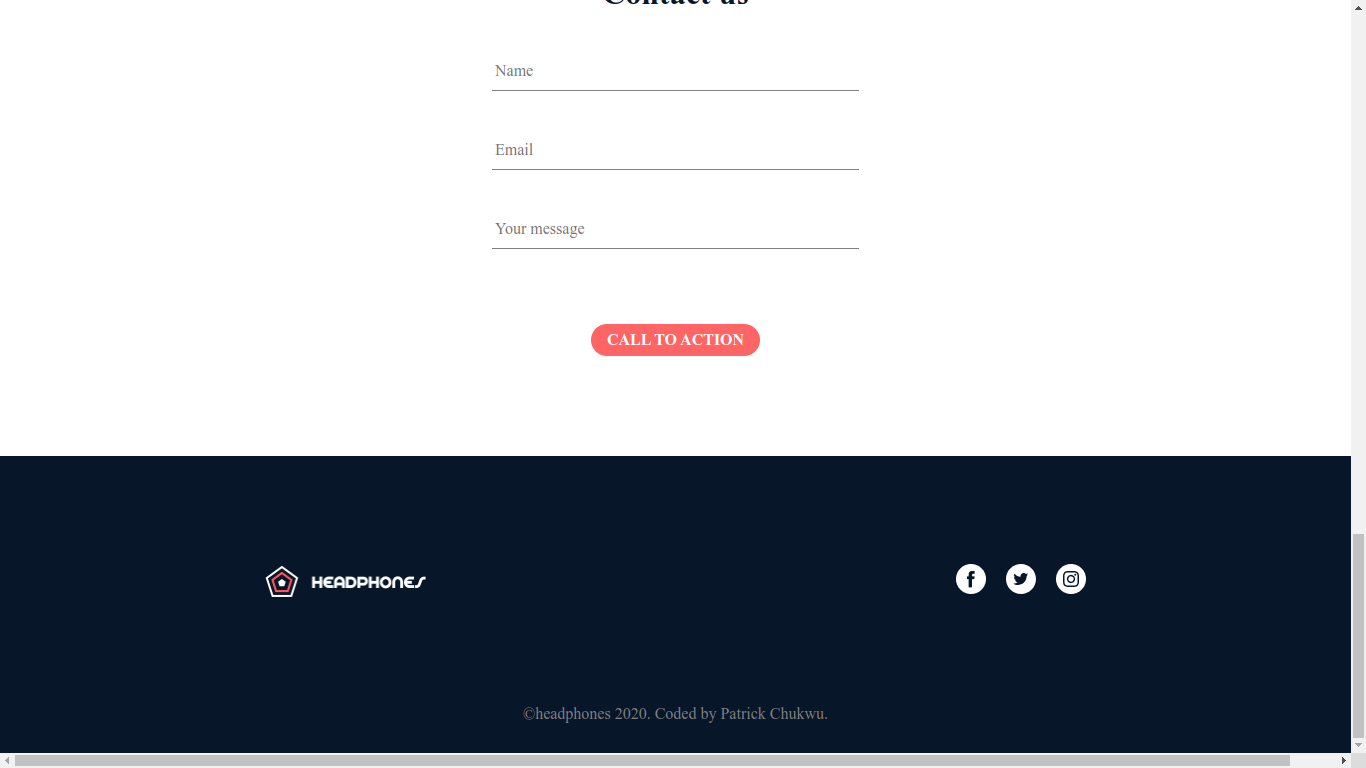 Contact us
Name
Email
Your message
CALL TO ACTION
HEADPHONES
©headphones 2020. Coded by Patrick Chukwu.